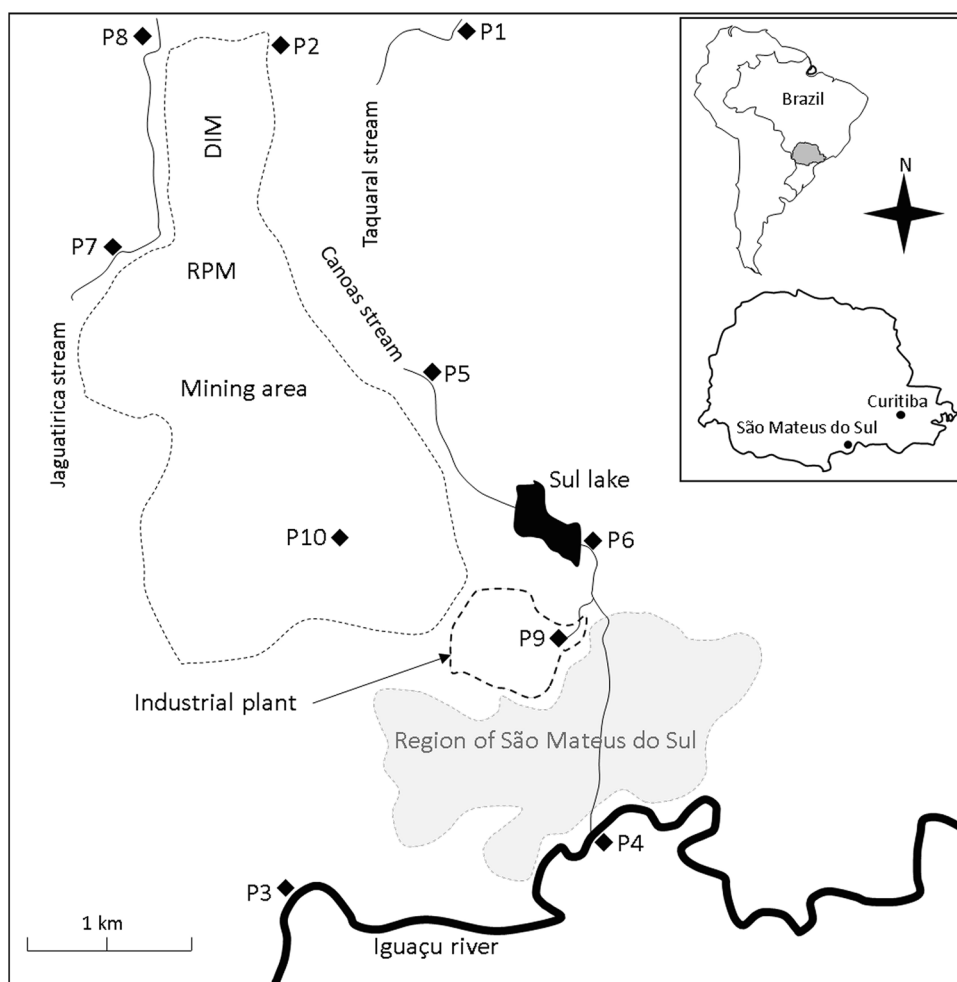 P8
P2
P1
Brazil
N
DIM
Taquaral stream
P7
RPM
Canoas stream
Jaguatirica stream
P5
Mining area
Curitiba
São Mateus do Sul
Sul lake
P10
P6
P9
Industrial plant
Region of São Mateus do Sul
P4
P3
1 km
Iguaçu river